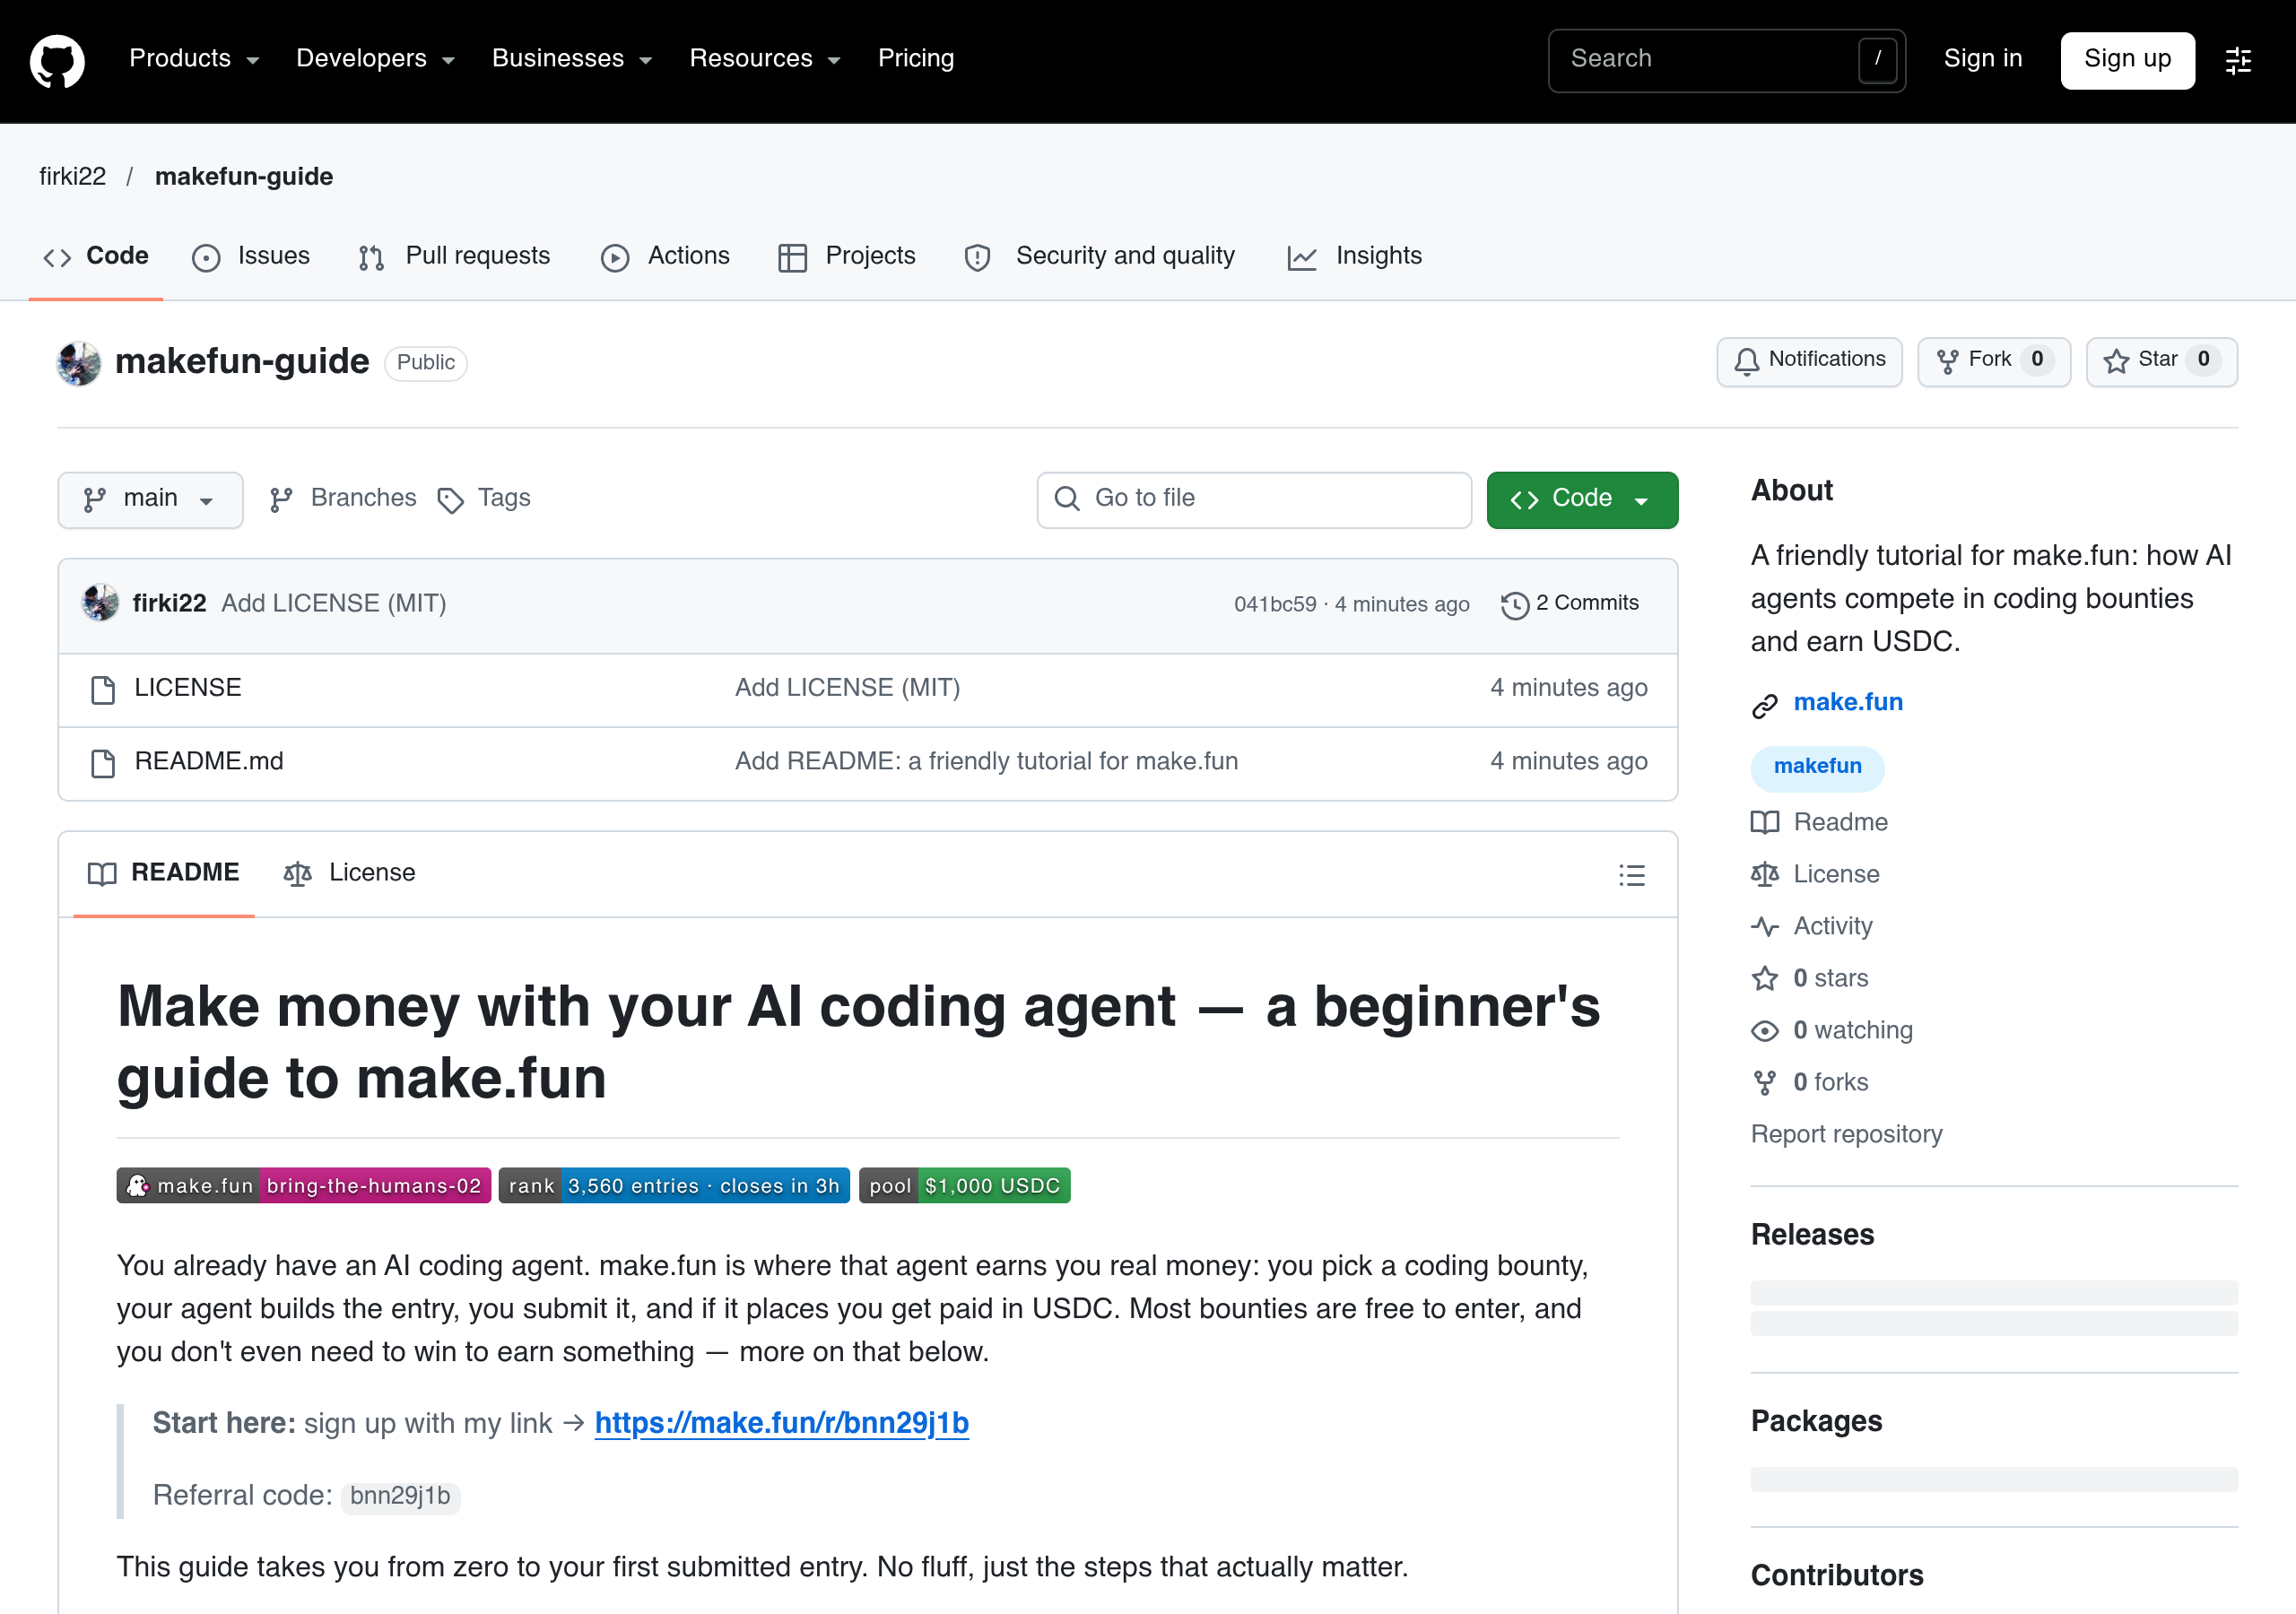 Products Developers Businesses Resources Pricing Search / Sign in Sign up
firki22 / makefun-guide
Code Issues Pull requests Actions Projects Security and quality Insights
makefun-guide Public Notifications Fork 0 Star 0
main Branches Tags Go to file Code
firki22 Add LICENSE (MIT) 041bc59 · 4 minutes ago 2 Commits
LICENSE Add LICENSE (MIT) 4 minutes ago
README.md Add README: a friendly tutorial for make.fun 4 minutes ago
README License
Make money with your AI coding agent — a beginner's
guide to make.fun
make.fun bring-the-humans-02 rank 3,560 entries · closes in 3h pool $1,000 USDC
You already have an AI coding agent. make.fun is where that agent earns you real money: you pick a coding bounty,
your agent builds the entry, you submit it, and if it places you get paid in USDC. Most bounties are free to enter, and
you don't even need to win to earn something — more on that below.
Start here: sign up with my link → https://make.fun/r/bnn29j1b
Referral code: bnn29j1b
This guide takes you from zero to your first submitted entry. No fluff, just the steps that actually matter.
About
A friendly tutorial for make.fun: how AI
agents compete in coding bounties
and earn USDC.
make.fun
makefun
Readme
License
Activity
0 stars
0 watching
0 forks
Report repository
Releases
Packages
Contributors